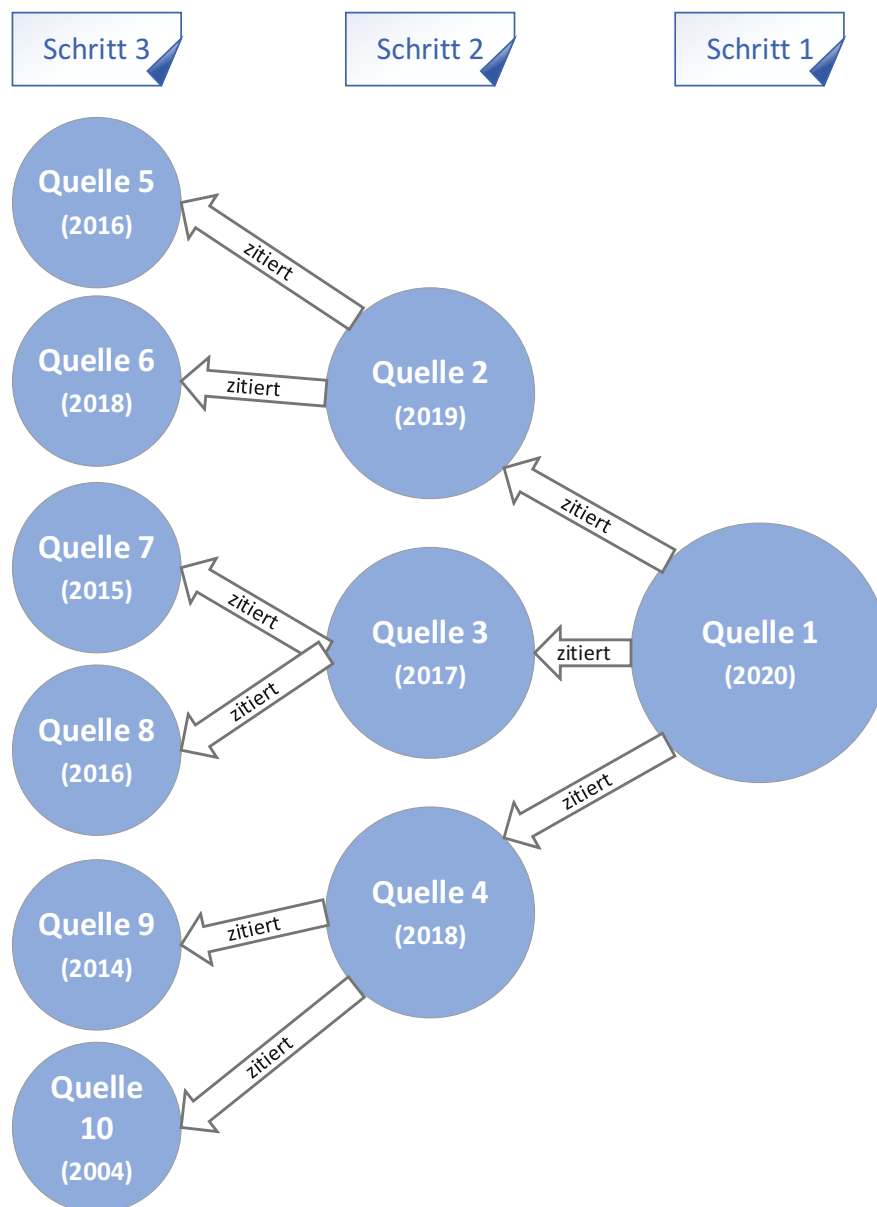 Schritt 3
Schritt 2
Schritt 1
Quelle 5
(2016)
zitiert
Quelle 6
(2018)
zitiert
Quelle 2
(2019)
zitiert
Quelle 7
(2015)
zitiert
Quelle 3
(2017)
zitiert
Quelle 1
(2020)
Quelle 8
(2016)
zitiert
zitiert
Quelle 4
(2018)
Quelle 9
(2014)
zitiert
zitiert
Quelle
10
(2004)